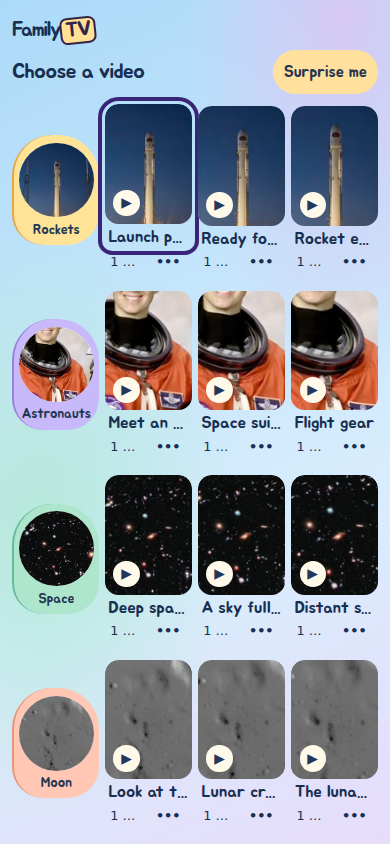 Family TV
Choose a video
Surprise me
Rockets
Launch p...
Ready fo...
Rocket e...
1 ...
1 ...
1 ...
Astronauts
Meet an ...
Space sui...
Flight gear
1 ...
1 ...
1 ...
Space
Deep spa...
A sky full...
Distant s...
1 ...
1 ...
1 ...
Moon
Look at t...
Lunar cr...
The luna...
1 ...
1 ...
1 ...